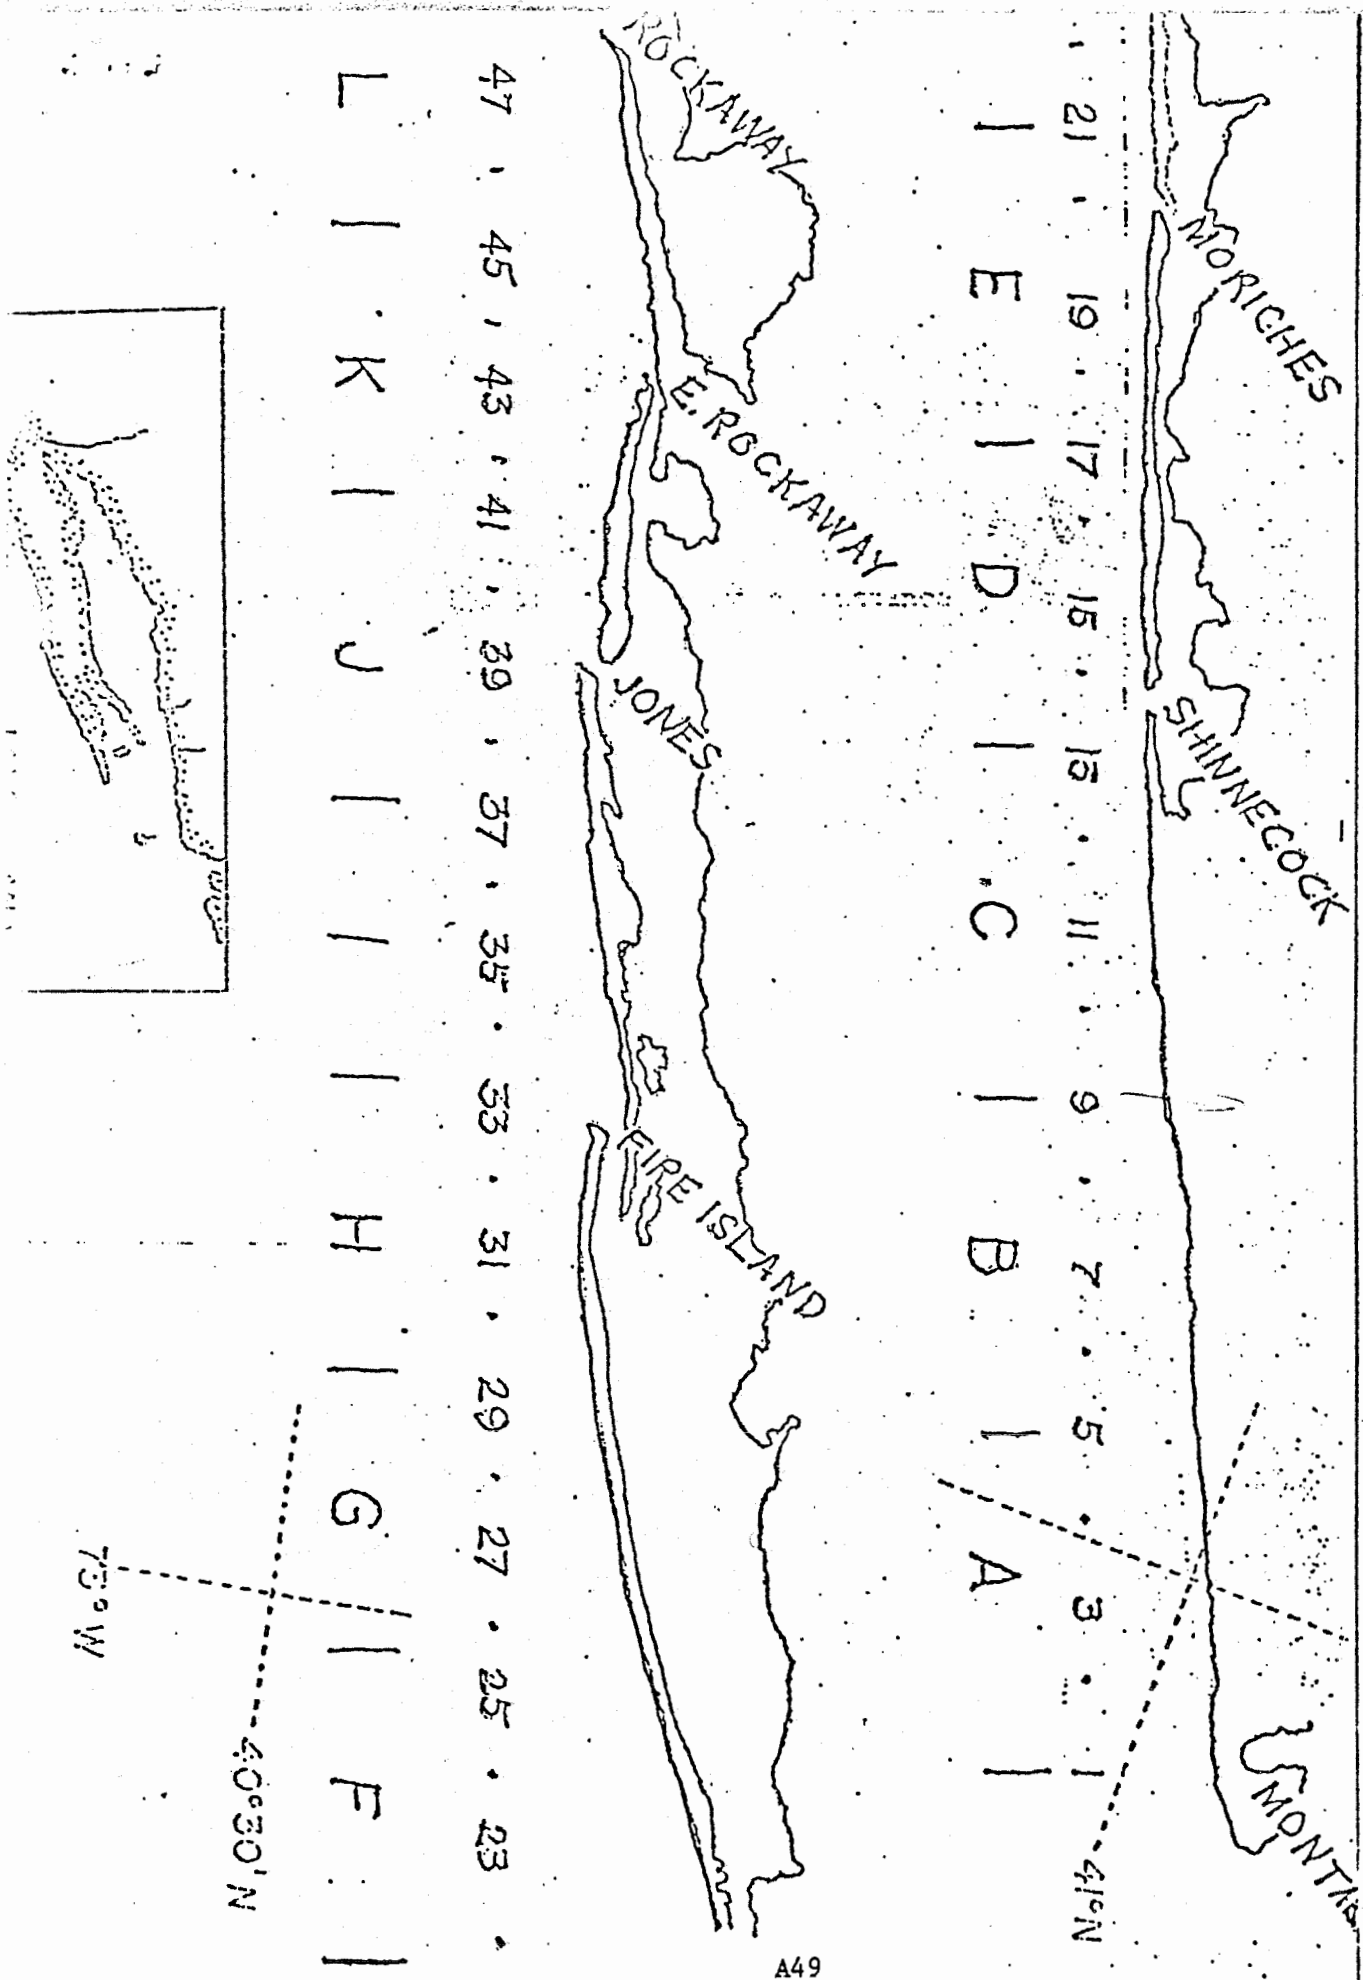 MORICHES
SHINNECOCK
21 19 17 15 13 11 9 7 5 3 1
E D C B A
41°N
ROCKAWAY
E. ROCKAWAY
JONES
FIRE ISLAND
47 45 43 41 39 37 35 33 31 29 27 25 23
L K J I H G F
40°30'N
73°W
A49